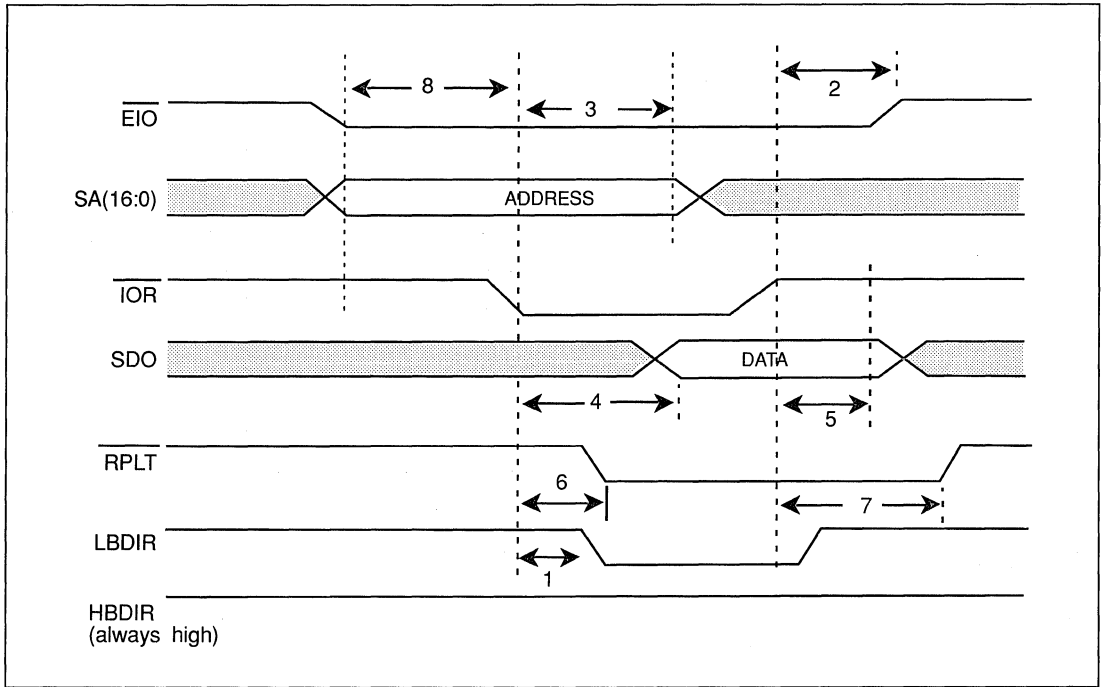 8
2
3
EIO
SA(16:0)
ADDRESS
IOR
SDO
DATA
4
5
RPLT
6
7
LBDIR
1
HBDIR
(always high)